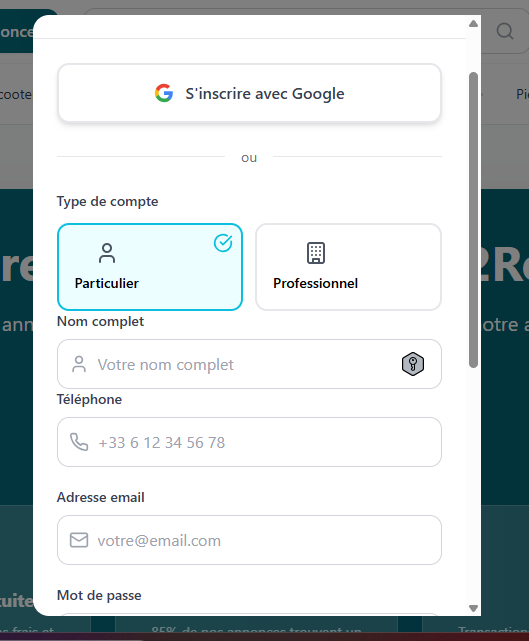 S'inscrire avec Google
ou
Type de compte
Particulier
Professionnel
Nom complet
Votre nom complet
Téléphone
+33 6 12 34 56 78
Adresse email
votre@email.com
Mot de passe